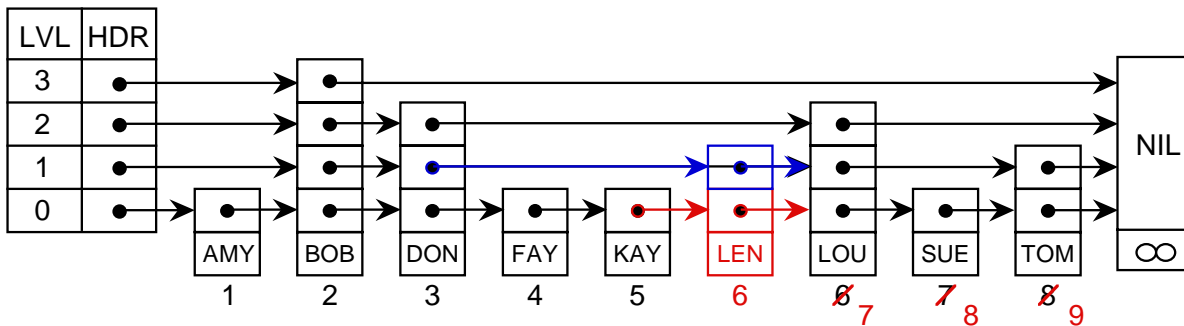 LVL HDR
3
2
1 NIL
0
AMY BOB DON FAY KAY LEN LOU SUE TOM ∞
1 2 3 4 5 6 6 7 8
7 8 9